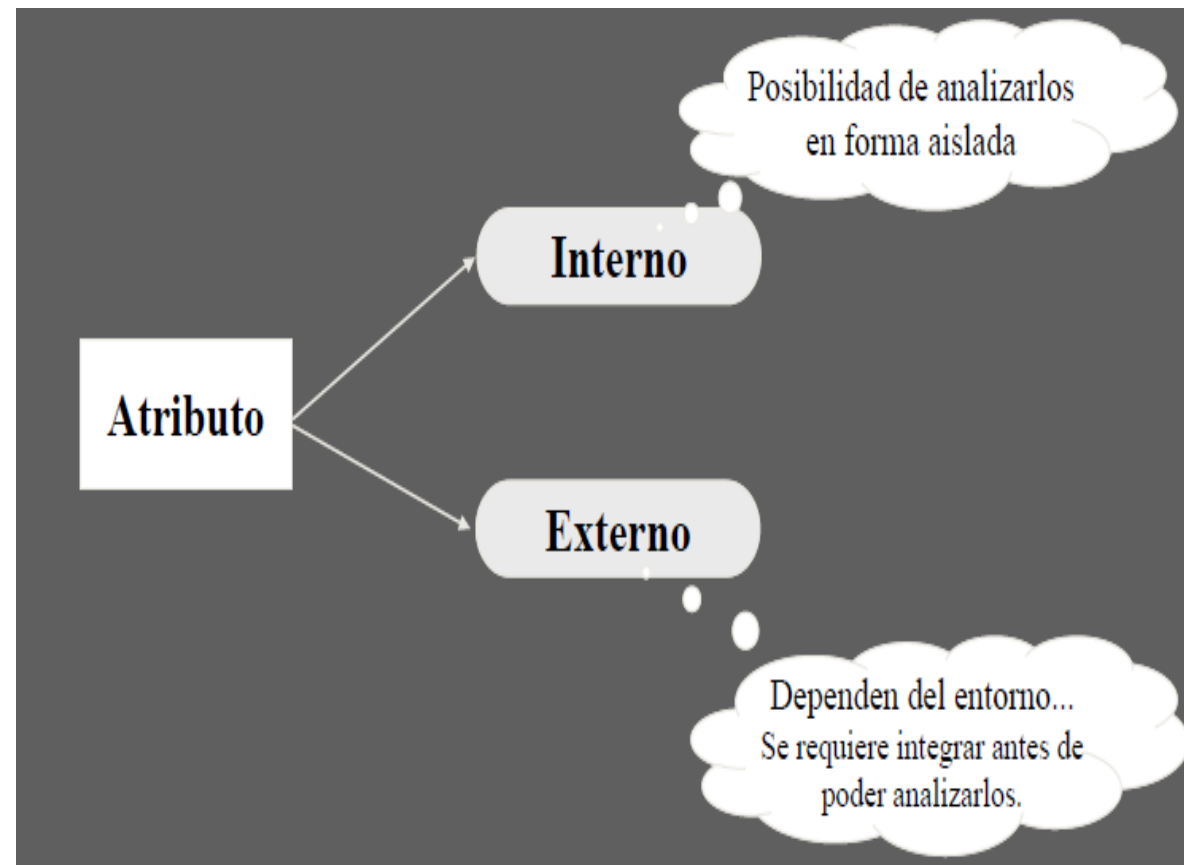 Posibilidad de analizarlos
en forma aislada
Interno
Atributo
Externo
Dependen del entorno...
Se requiere integrar antes de
poder analizarlos.